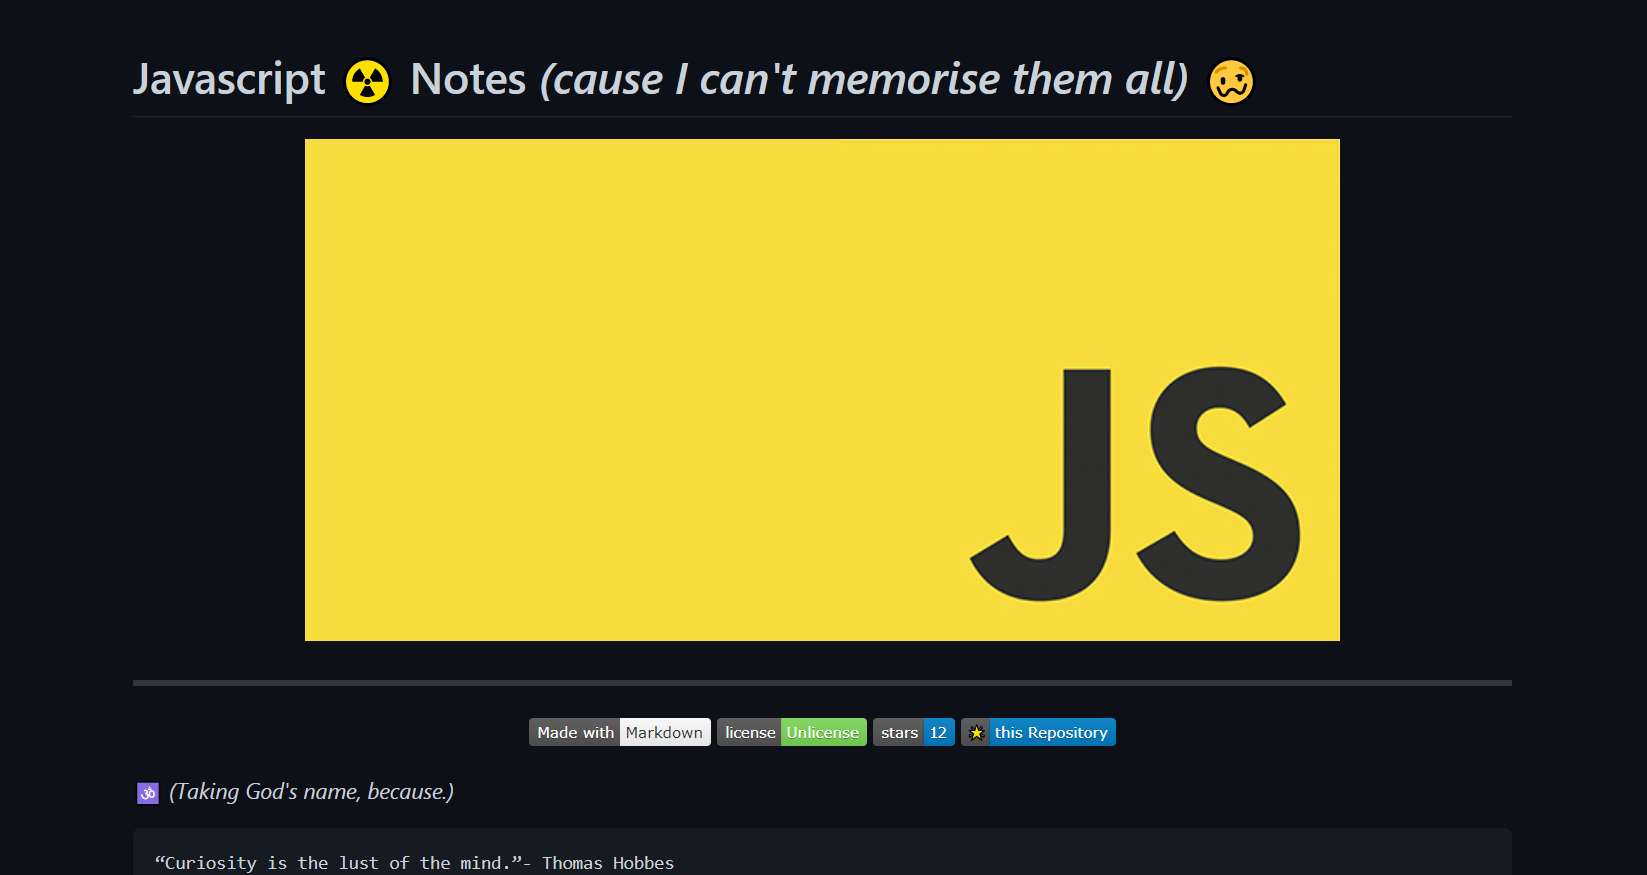 Javascript ☢️ Notes (cause I can't memorise them all) 🥴
JS
Made with Markdown license Unlicense stars 12 🌟 this Repository
🕉️ (Taking God's name, because.)
“Curiosity is the lust of the mind.”- Thomas Hobbes